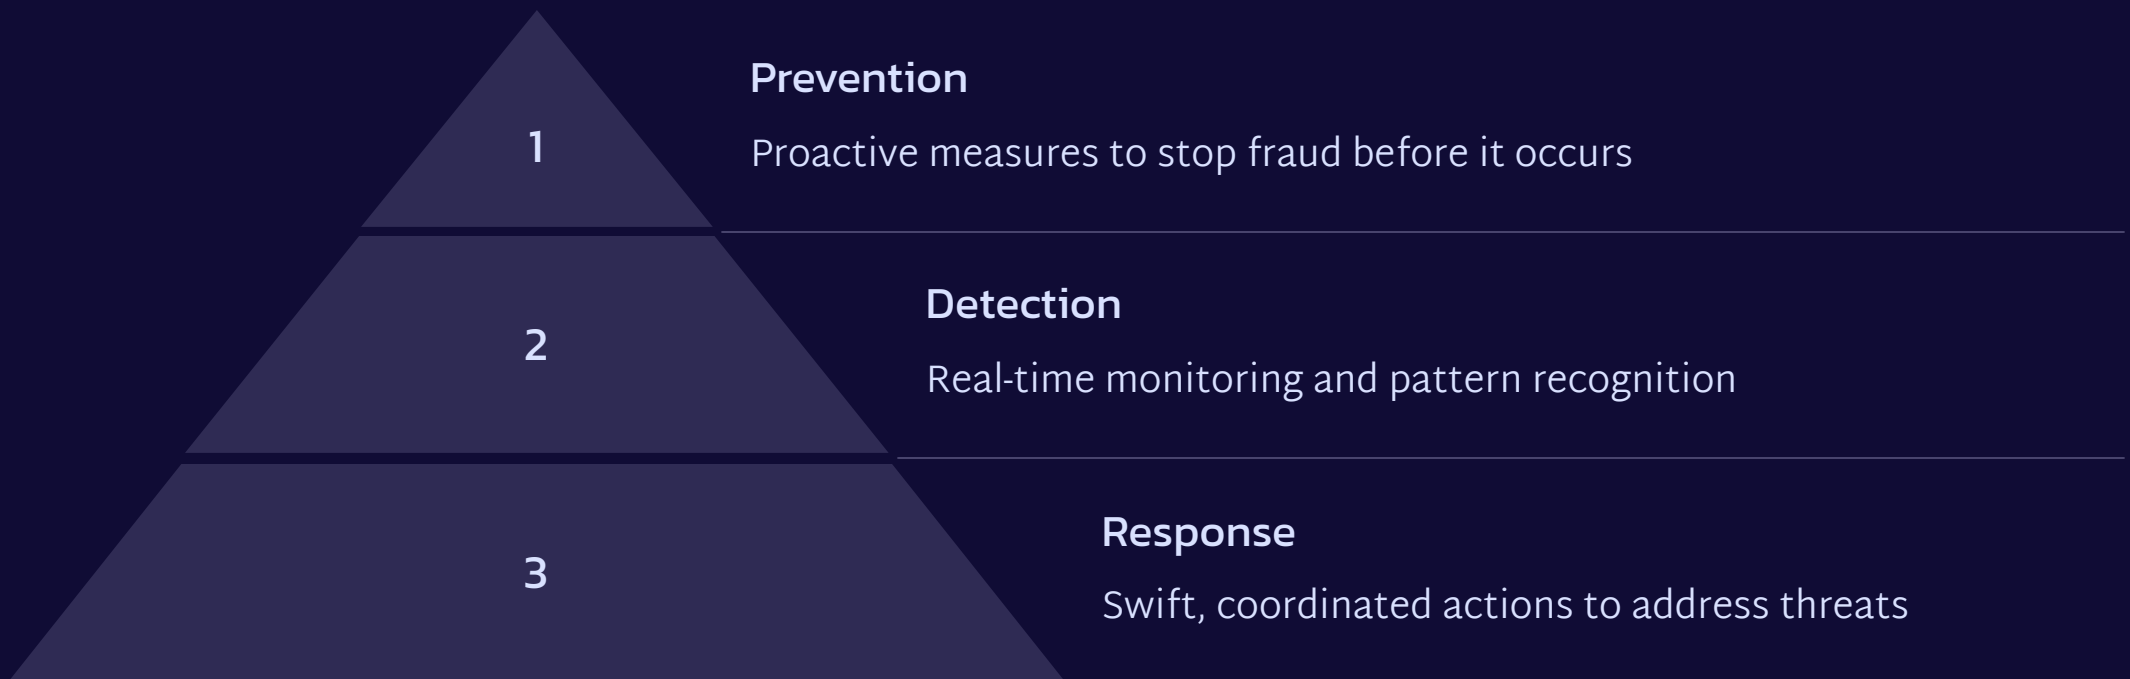 1
Prevention
Proactive measures to stop fraud before it occurs
2
Detection
Real-time monitoring and pattern recognition
3
Response
Swift, coordinated actions to address threats